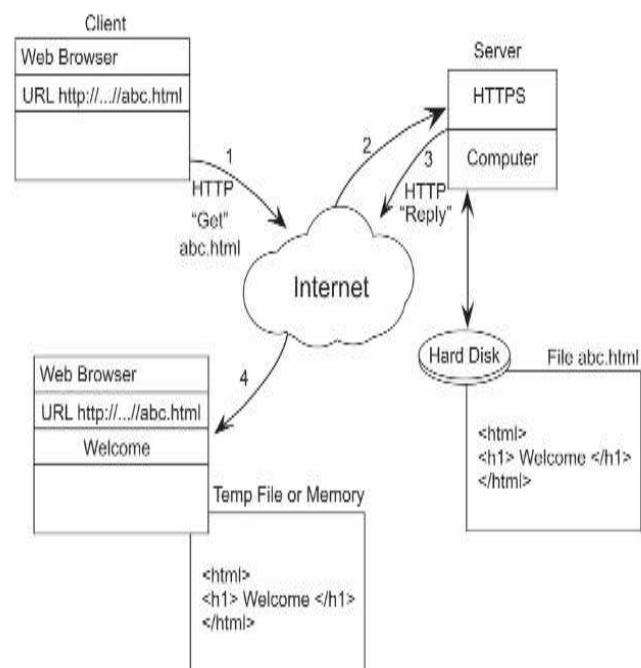 Client
Web Browser
URL http://...//abc.html
1
HTTP
“Get”
abc.html
2
Server
HTTPS
Computer
3
HTTP
“Reply”
Internet
Hard Disk
File abc.html
<html>
<h1> Welcome </h1>
</html>
4
Web Browser
URL http://...//abc.html
Welcome
Temp File or Memory
<html>
<h1> Welcome </h1>
</html>